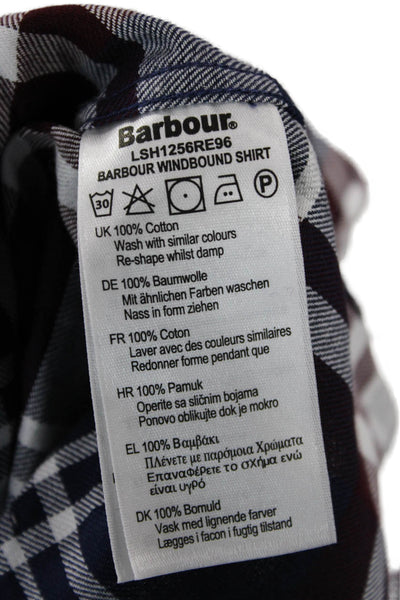 Barbour®
LSH1256RE96
BARBOUR WINDBOUND SHIRT
30 P
UK 100% Cotton
Wash with similar colours
Re-shape whilst damp
DE 100% Baumwolle
Mit ähnlichen Farben waschen
Nass in form ziehen
FR 100% Coton
Laver avec des couleurs similaires
Redonner forme pendant que
HR 100% Pamuk
Operite sa sličnim bojama
Ponovo oblikujte dok je mokro
EL 100% Βαμβάκι
Πλένετε με παρόμοια Χρώματα
Επαναφέρετε το σχήμα ενώ
είναι υγρό
DK 100% Bomuld
Vask med lignende farver
Lægges i facon i fugtig tilstand